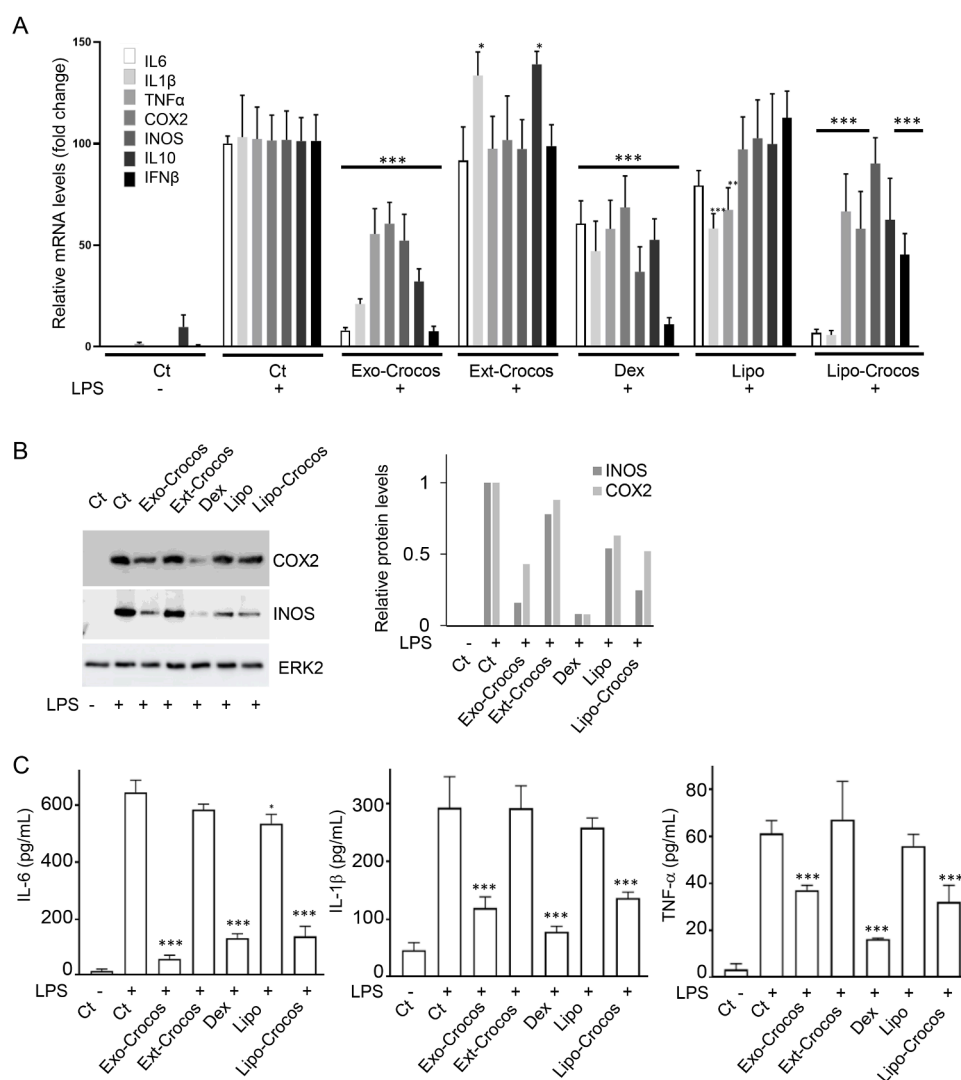 A
Relative mRNA levels (fold change)
150
100
50
0
IL6
IL1β
TNFα
COX2
INOS
IL10
IFNβ
*
*
***
***
***
**
***
***
Ct
Ct
Exo-Crocos
Ext-Crocos
Dex
Lipo
Lipo-Crocos
LPS - + + + + + +
B
Ct
Ct
Exo-Crocos
Ext-Crocos
Dex
Lipo
Lipo-Crocos
COX2
INOS
ERK2
LPS - + + + + + +
Relative protein levels
1
0.5
0
INOS
COX2
LPS - + + + + + +
Ct
Ct
Exo-Crocos
Ext-Crocos
Dex
Lipo
Lipo-Crocos
C
IL-6 (pg/mL)
600
400
200
0
***
***
*
***
LPS - + + + + + +
Ct
Ct
Exo-Crocos
Ext-Crocos
Dex
Lipo
Lipo-Crocos
IL-1β (pg/mL)
300
200
100
0
***
***
***
LPS - + + + + + +
Ct
Ct
Exo-Crocos
Ext-Crocos
Dex
Lipo
Lipo-Crocos
TNF-α (pg/mL)
80
60
40
20
0
***
***
***
LPS - + + + + + +
Ct
Ct
Exo-Crocos
Ext-Crocos
Dex
Lipo
Lipo-Crocos